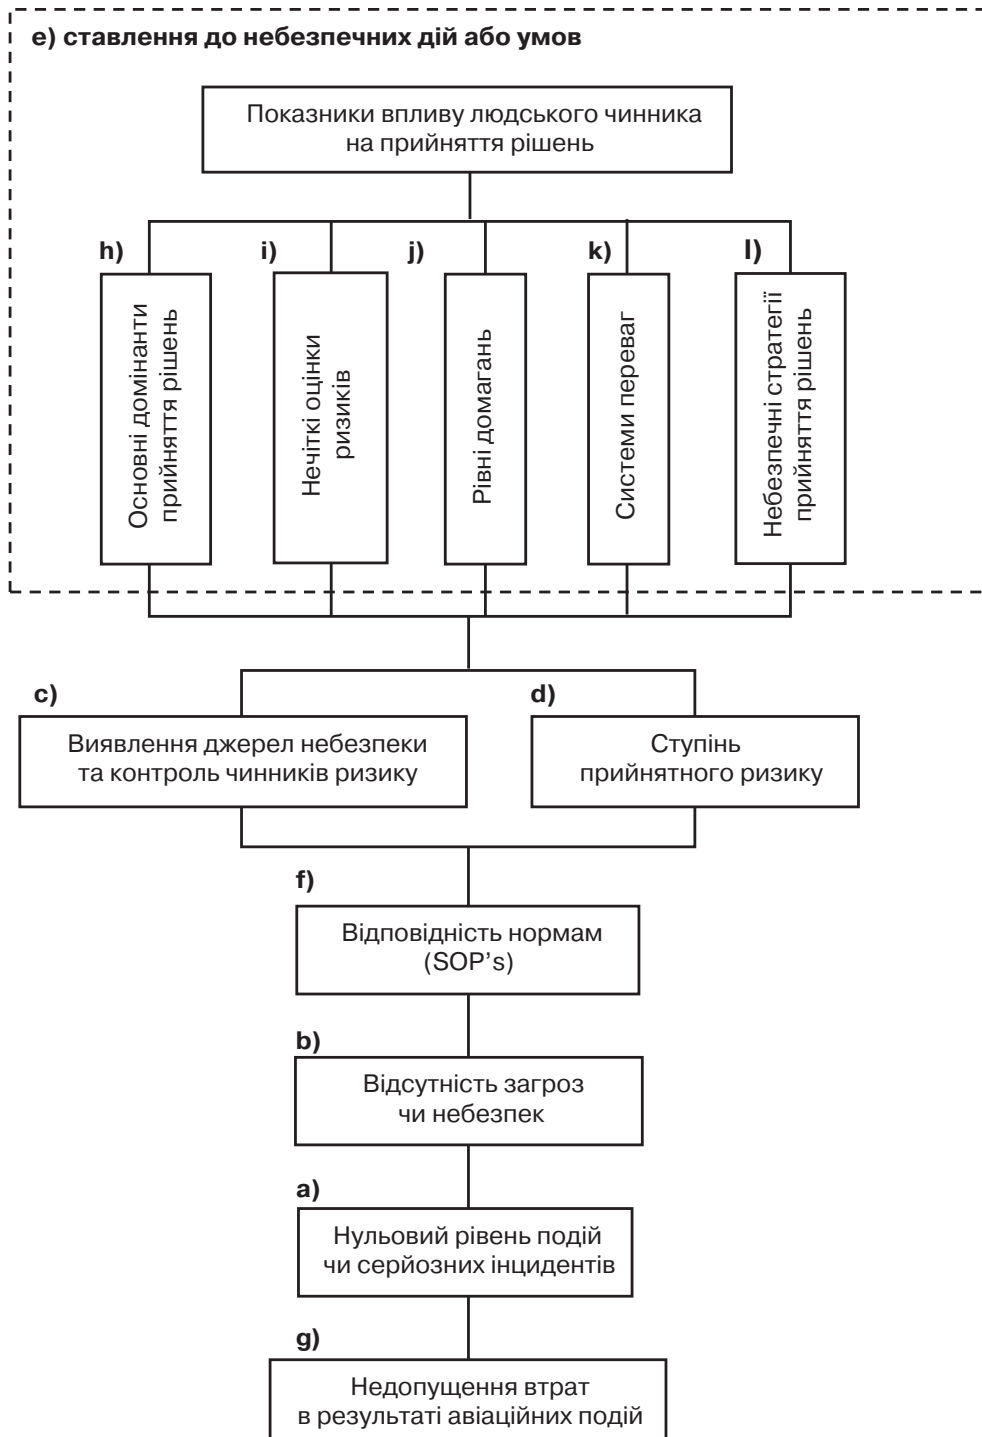 e) ставлення до небезпечних дій або умов
Показники впливу людського чинника
на прийняття рішень
h)
i)
j)
k)
l)
Основні домінанти
прийняття рішень
Нечіткі оцінки
ризиків
Рівні домагань
Системи переваг
Небезпечні стратегії
прийняття рішень
c)
d)
Виявлення джерел небезпеки
та контроль чинників ризику
Ступінь
прийнятного ризику
f)
Відповідність нормам
(SOP’s)
b)
Відсутність загроз
чи небезпек
a)
Нульовий рівень подій
чи серйозних інцидентів
g)
Недопущення втрат
в результаті авіаційних подій